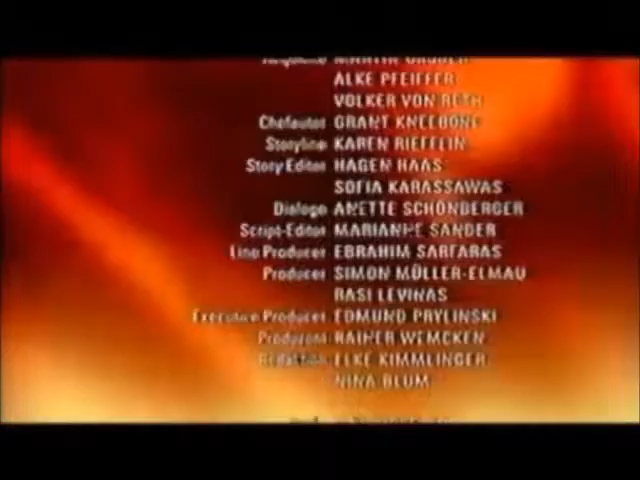 ALKE PFEIFFER
VOLKER VON
Chefautor GRANT KNEEBONE
Storyline KAREN RIEFFLIN
Story Editor HAGEN HAAS
SOFIA KARASSAWAS
Dialoge ANETTE SCHÖNBERGER
Script-Editor MARIANNE SANDER
Line Producer EBRAHIM SARFARAS
Producer SIMON MÜLLER-ELMAU
RASI LEVINAS
Executive Producer EDMUND PRYLINSKI
Produzent RAINER WEMCKEN
Redaktion ELKE KIMMLINGER
NINA BLUM